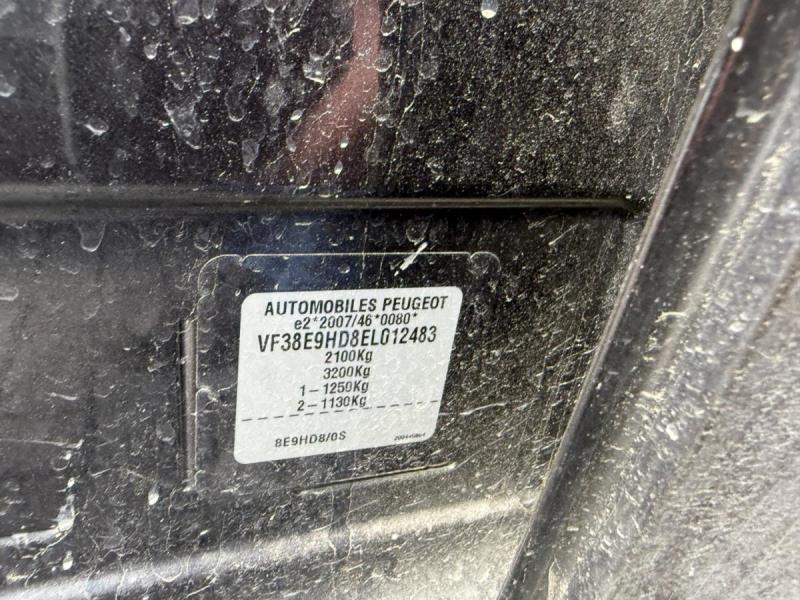 AUTOMOBILES PEUGEOT
e2*2007/46*0080*
VF38E9HD8EL012483
2100Kg
3200Kg
1–1250Kg
2–1130Kg
8E9HD8/0S